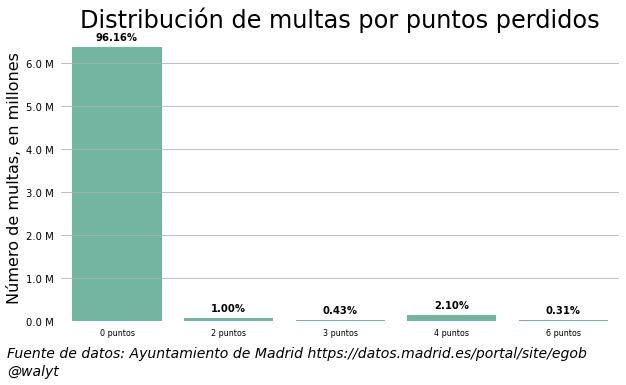 Distribución de multas por puntos perdidos
Número de multas, en millones
6.0 M
5.0 M
4.0 M
3.0 M
2.0 M
1.0 M
0.0 M
96.16%
1.00%
0.43%
2.10%
0.31%
0 puntos
2 puntos
3 puntos
4 puntos
6 puntos
Fuente de datos: Ayuntamiento de Madrid https://datos.madrid.es/portal/site/egob
@walyt